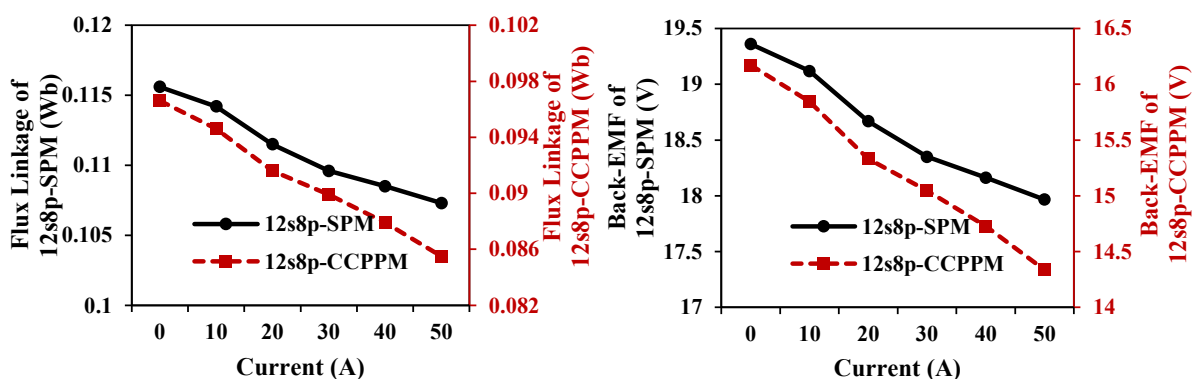 Flux Linkage of
12s8p-SPM (Wb)
0.12
0.115
0.11
0.105
0.1
12s8p-SPM
12s8p-CCPPM
0 10 20 30 40 50
Current (A)
0.102
0.098
0.094
0.09
0.086
0.082
Flux Linkage of
12s8p-CCPPM (Wb)
Back-EMF of
12s8p-SPM (V)
19.5
19
18.5
18
17.5
17
12s8p-SPM
12s8p-CCPPM
0 10 20 30 40 50
Current (A)
16.5
16
15.5
15
14.5
14
Back-EMF of
12s8p-CCPPM (V)